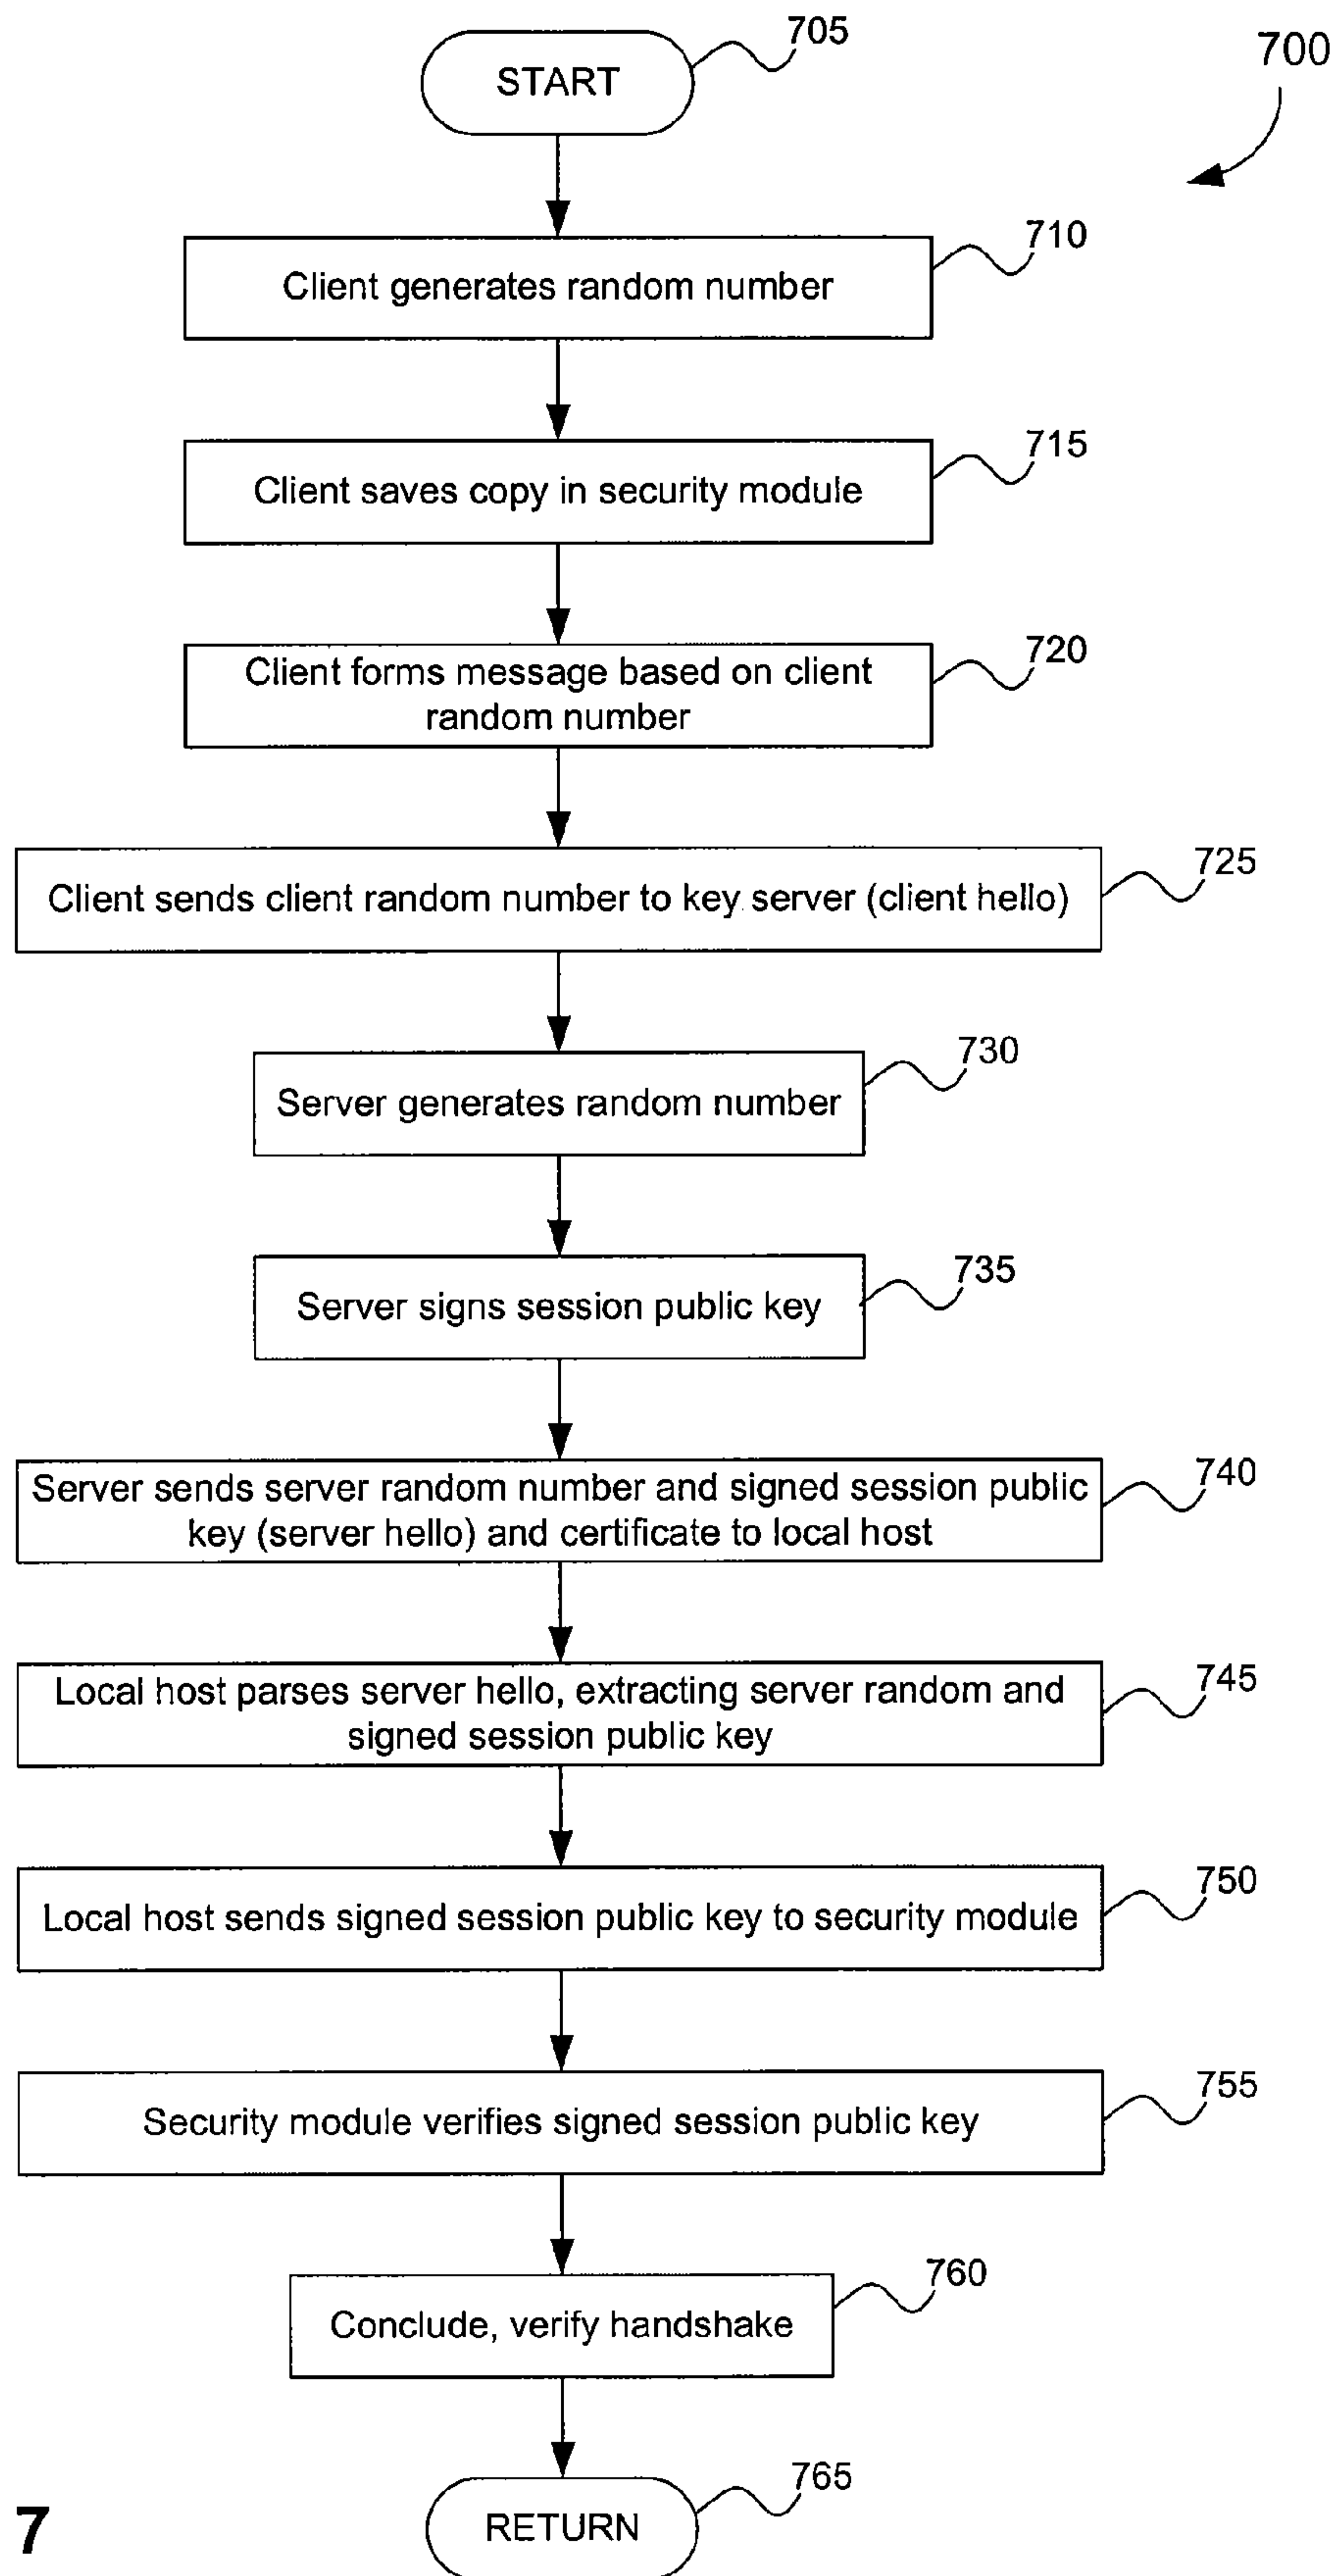 START
705
700
Client generates random number
710
Client saves copy in security module
715
Client forms message based on client
random number
720
Client sends client random number to key server (client hello)
725
Server generates random number
730
Server signs session public key
735
Server sends server random number and signed session public
key (server hello) and certificate to local host
740
Local host parses server hello, extracting server random and
signed session public key
745
Local host sends signed session public key to security module
750
Security module verifies signed session public key
755
Conclude, verify handshake
760
RETURN
765
7